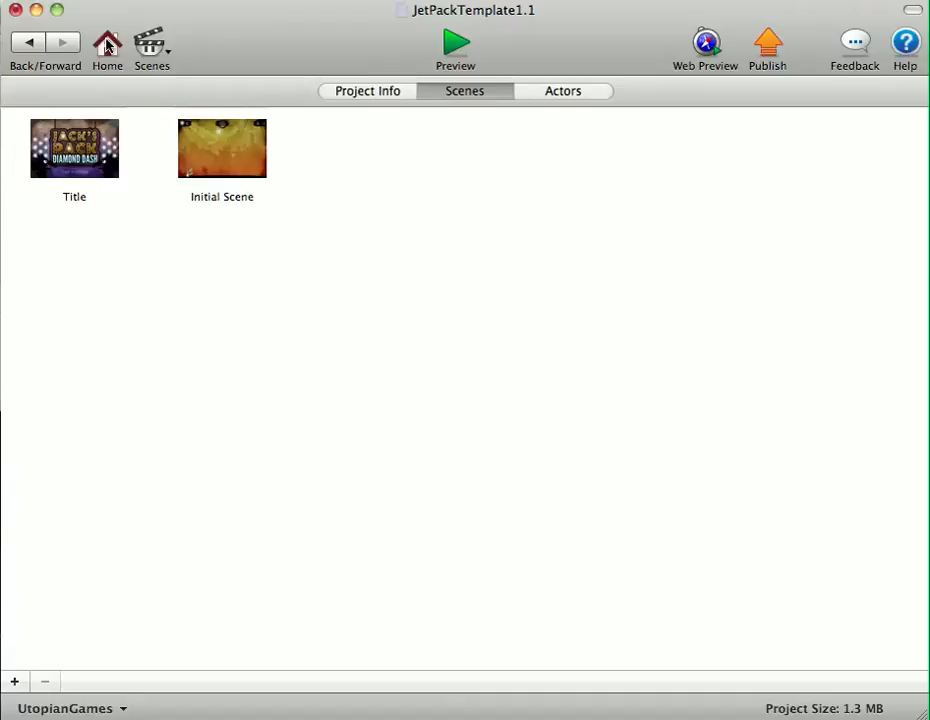 JetPackTemplate1.1
Back/Forward Home Scenes Preview Web Preview Publish Feedback Help
Project Info Scenes Actors
JACK'S
PACK
DIAMOND DASH
Title Initial Scene
UtopianGames Project Size: 1.3 MB